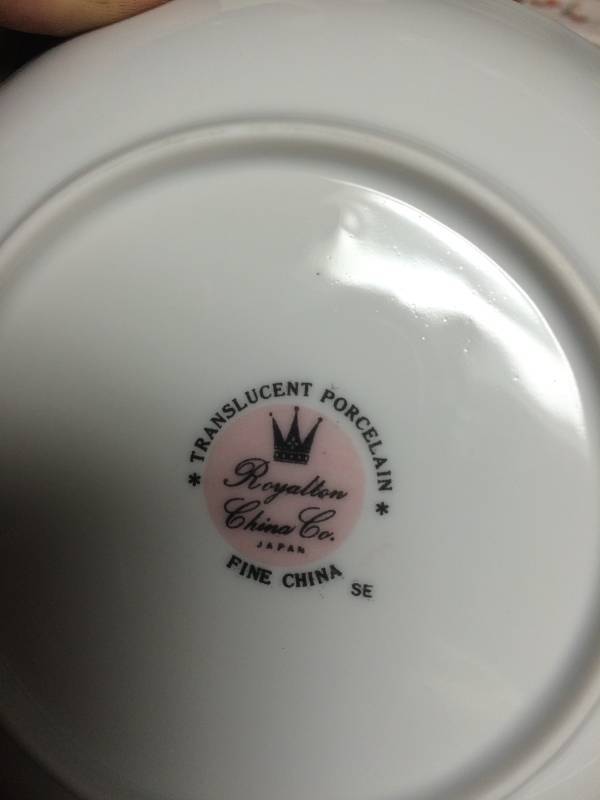 * TRANSLUCENT PORCELAIN *
Royalton
China Co.
JAPAN
FINE CHINA
SE